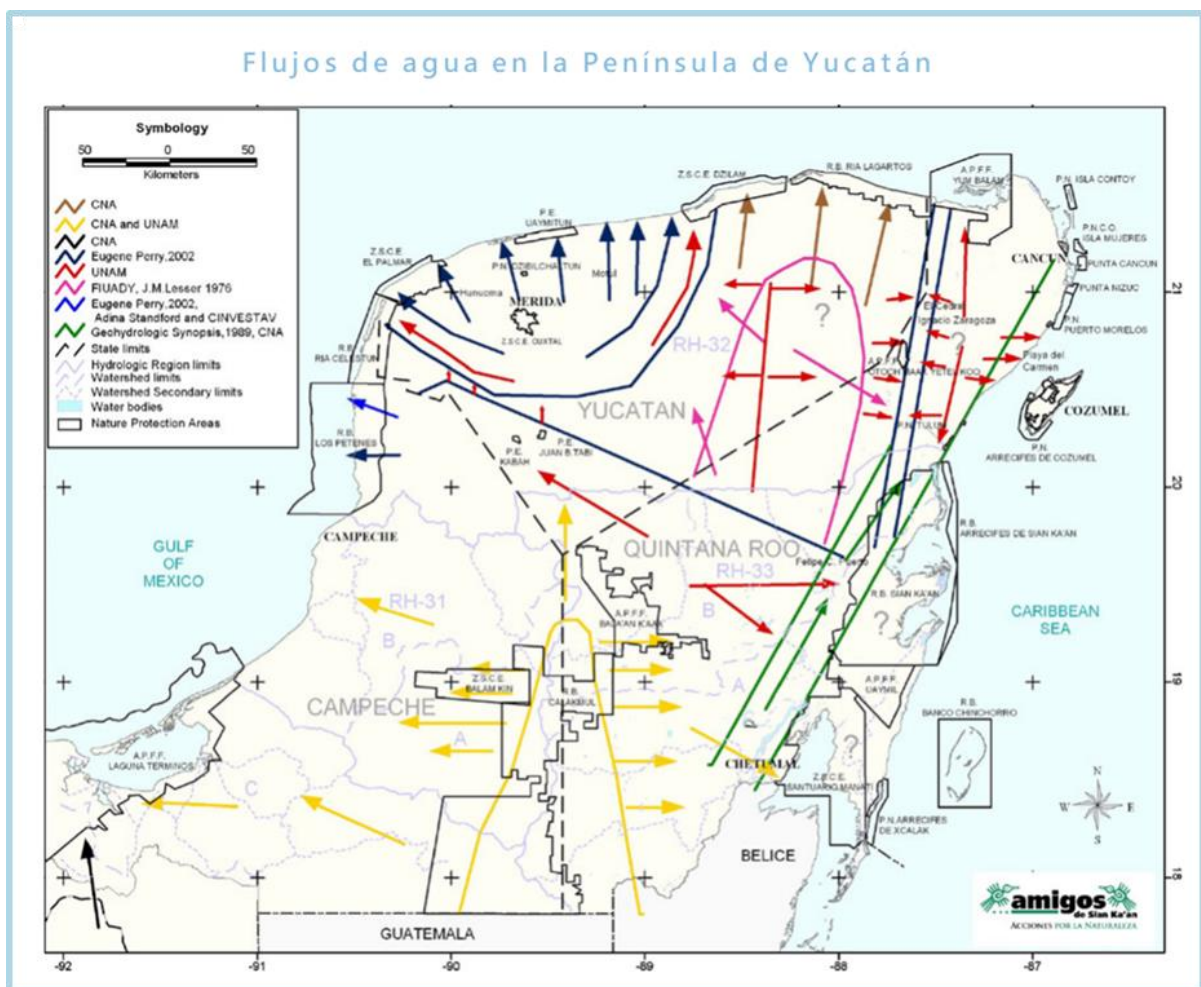 Flujos de agua en la Península de Yucatán
Symbology
50 0 50
Kilometers
CNA
CNA and UNAM
CNA
Eugene Perry,2002
UNAM
FIUADY, J.M.Lesser 1976
Eugene Perry,2002,
Adina Standford and CINVESTAV
Geohydrologic Synopsis,1989, CNA
State limits
Hydrologic Region limits
Watershed limits
Watershed Secondary limits
Water bodies
Nature Protection Areas
Z.S.C.E. DZILAM
R.B. RIA LAGARTOS
A.P.F.F.
YUM BALAM
P.N. ISLA CONTOY
P.E.
UAYMITUN
Z.S.C.E.
EL PALMAR
P.N. DZIBILCHALTUN
Motul
Hunucma
MERIDA
Z.S.C.E. CUXTAL
P.N.C.O.
ISLA MUJERES
CANCUN
PUNTA CANCUN
PUNTA NIZUC
P.N.
PUERTO MORELOS
21
El Cedral
Ignacio Zaragoza
?
?
RH-32
R.B.
RIA CELESTUN
A.P.F.F.
OTOCH MAAX YETEL KOO
Playa del
Carmen
COZUMEL
YUCATAN
P.N. TULUM
R.B.
LOS PETENES
P.E.
KABAH
P.E.
JUAN B.TABI
P.N.
ARRECIFES DE COZUMEL
20
CAMPECHE
GULF
OF
MEXICO
QUINTANA ROO
RH-33
R.B.
ARRECIFES DE SIAN KA'AN
R.B. SIAN KA'AN
?
CARIBBEAN
SEA
RH-31
B
B
A.P.F.F.
BALA'AN K'AAX
Z.S.C.E.
BALAM KIN
R.B.
CALAKMUL
A
A.P.F.F.
UAYMIL
19
CAMPECHE
A
R.B.
BANCO CHINCHORRO
A.P.F.F.
LAGUNA TERMINOS
C
CHETUMAL
?
Z.S.C.E.
SANTUARIO MANATI
P.N.ARRECIFES
DE XCALAK
N
W E
S
BELICE
18
GUATEMALA
amigos
de Sian Ka'an
ACCIONES POR LA NATURALEZA
-92 -91 -90 -89 -88 -87